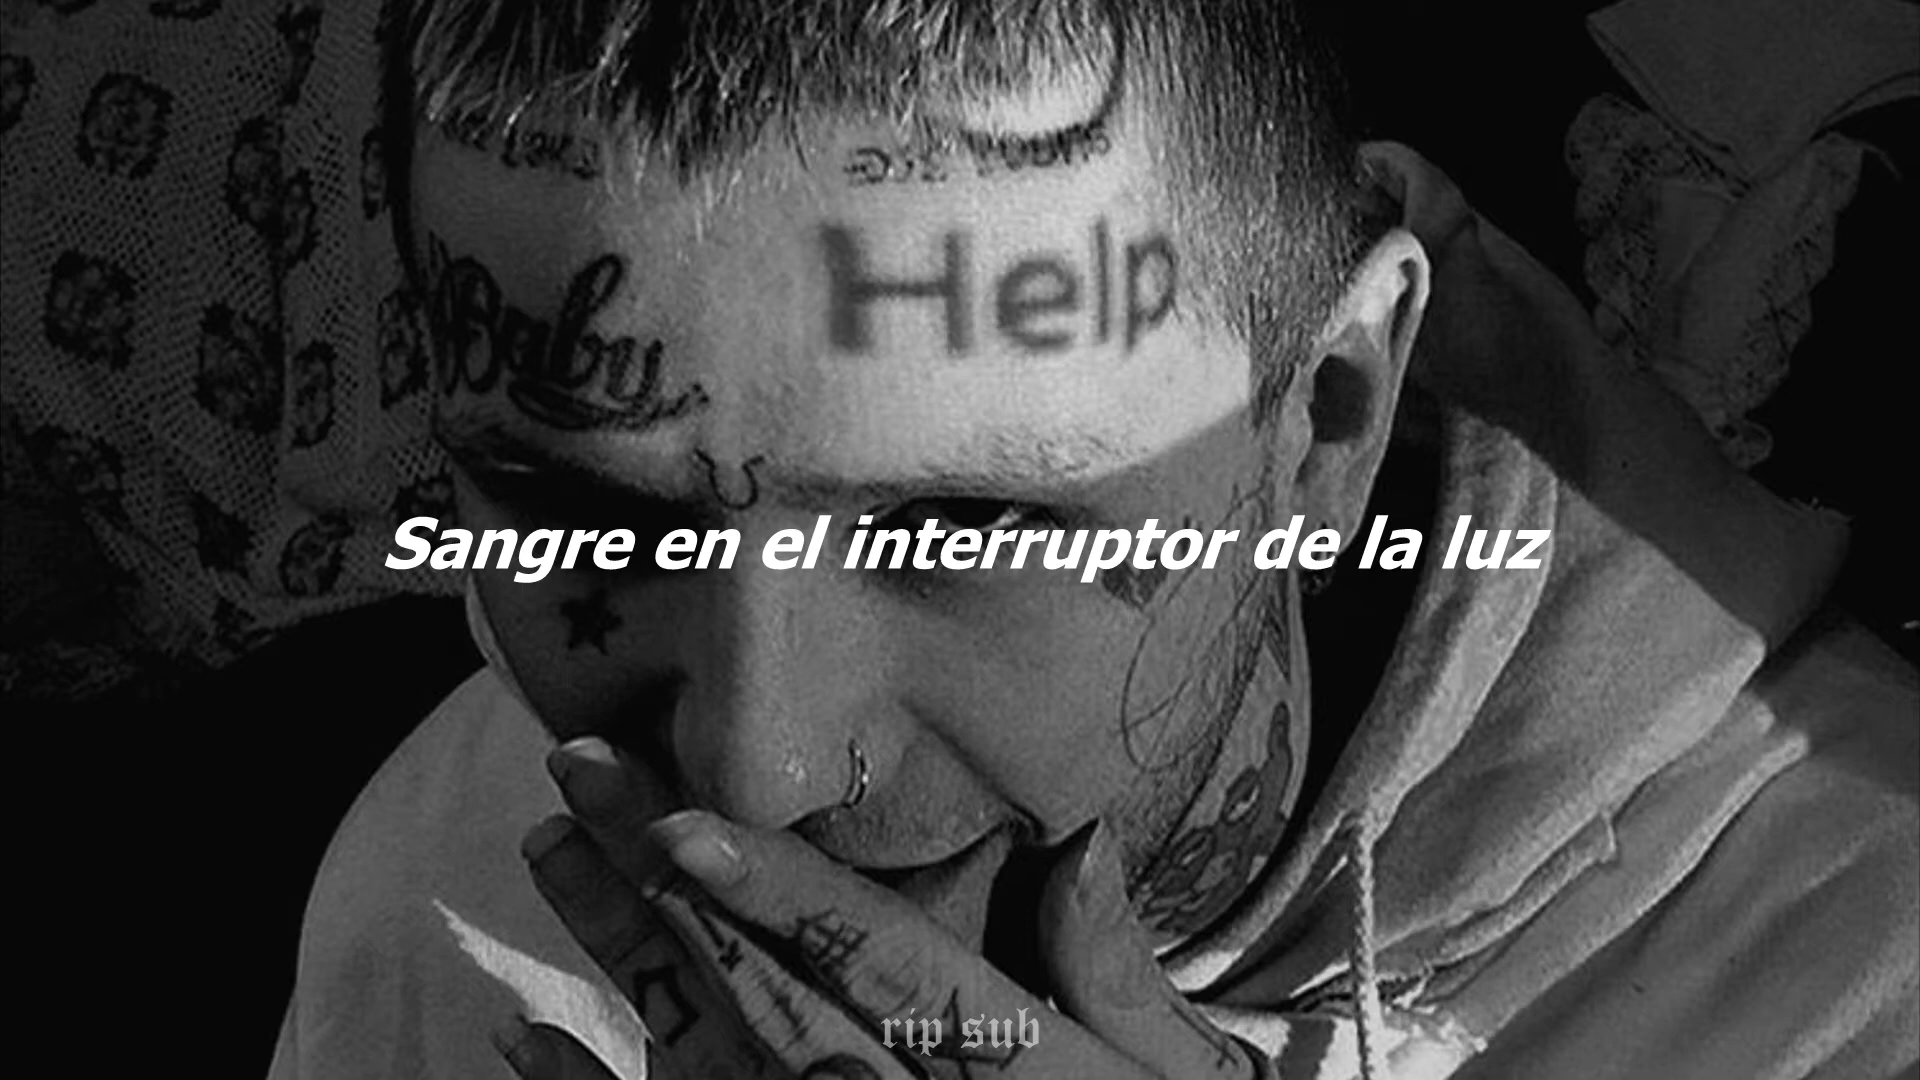 Help
Baby
Sangre en el interruptor de la luz
rip sub